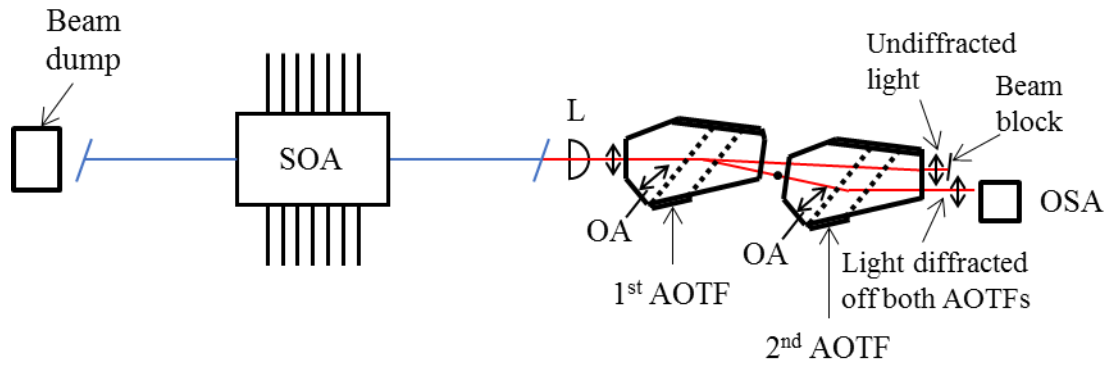 Beam
dump
SOA
L
OA
1st AOTF
OA
2nd AOTF
Undiffracted
light
Beam
block
OSA
Light diffracted
off both AOTFs